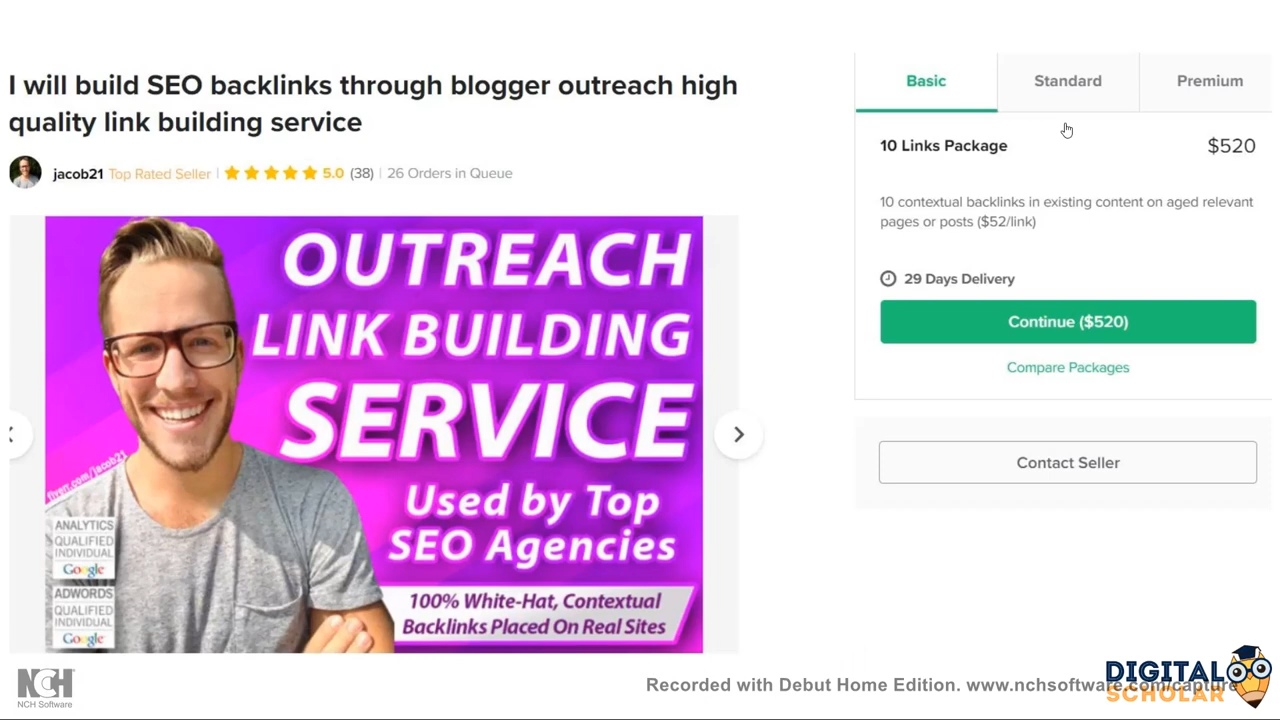 I will build SEO backlinks through blogger outreach high
quality link building service
jacob21 Top Rated Seller | 5.0 (38) | 26 Orders in Queue
OUTREACH
LINK BUILDING
SERVICE
Used by Top
SEO Agencies
100% White-Hat, Contextual
Backlinks Placed On Real Sites
fiverr.com/jacob21
ANALYTICS
QUALIFIED
INDIVIDUAL
Google
ADWORDS
QUALIFIED
INDIVIDUAL
Google
Basic Standard Premium
10 Links Package $520
10 contextual backlinks in existing content on aged relevant
pages or posts ($52/link)
29 Days Delivery
Continue ($520)
Compare Packages
Contact Seller
NCH
NCH Software
Recorded with Debut Home Edition. www.nchsoftware.com/capture
DIGITAL
SCHOLAR